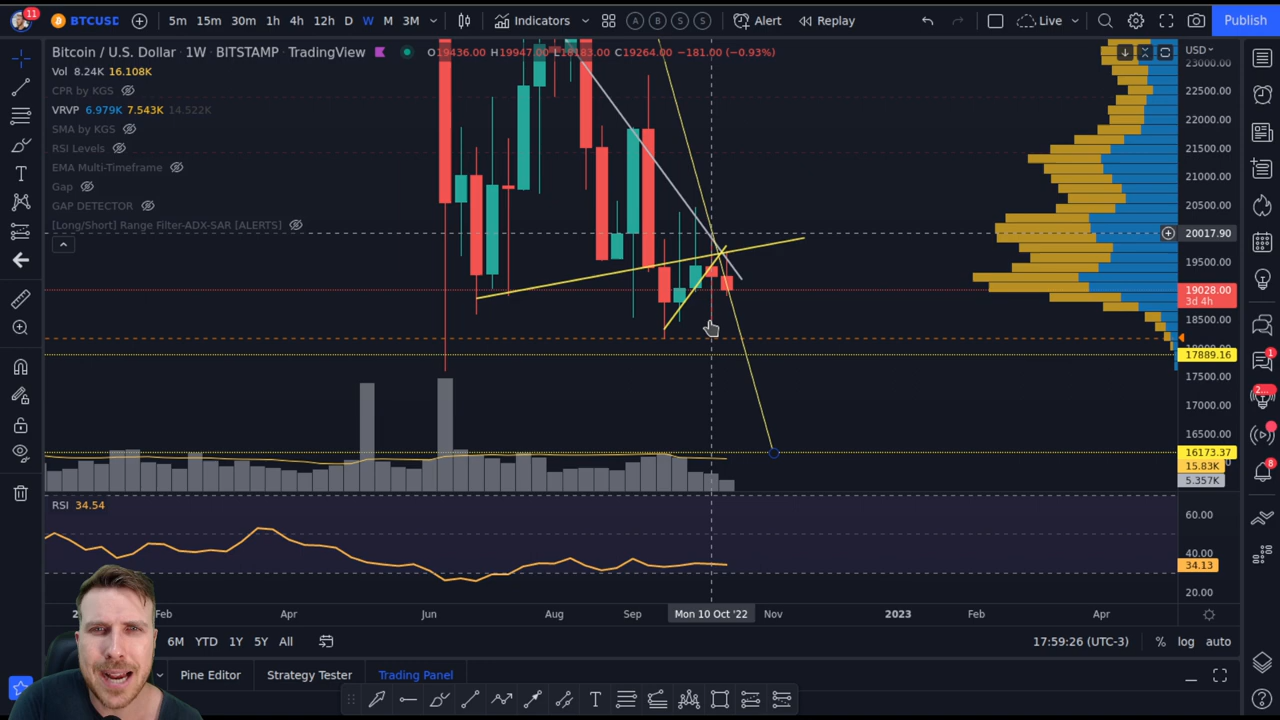 11 BTCUSD 5m 15m 30m 1h 4h 12h D W M 3M Indicators A B S S Alert Replay Live Publish
Bitcoin / U.S. Dollar · 1W · BITSTAMP · TradingView O19436.00 H19947.00 L18183.00 C19264.00 −181.00 (−0.93%) USD
Vol 8.24K 16.108K
CPR by KGS
VRVP 6.979K 7.543K 14.522K
SMA by KGS
RSI Levels
EMA Multi-Timeframe
Gap
GAP DETECTOR
[Long/Short] Range Filter-ADX-SAR [ALERTS]
23000.00
22500.00
22000.00
21500.00
21000.00
20500.00
20017.90
19500.00
19028.00
3d 4h
18500.00
18000.00
17889.16
17500.00
17000.00
16500.00
16173.37
15.83K
5.357K
RSI 34.54
60.00
40.00
34.13
20.00
Feb Apr Jun Aug Sep Mon 10 Oct '22 Nov 2023 Feb Apr
6M YTD 1Y 5Y All 17:59:26 (UTC-3) % log auto
Pine Editor Strategy Tester Trading Panel
1
8